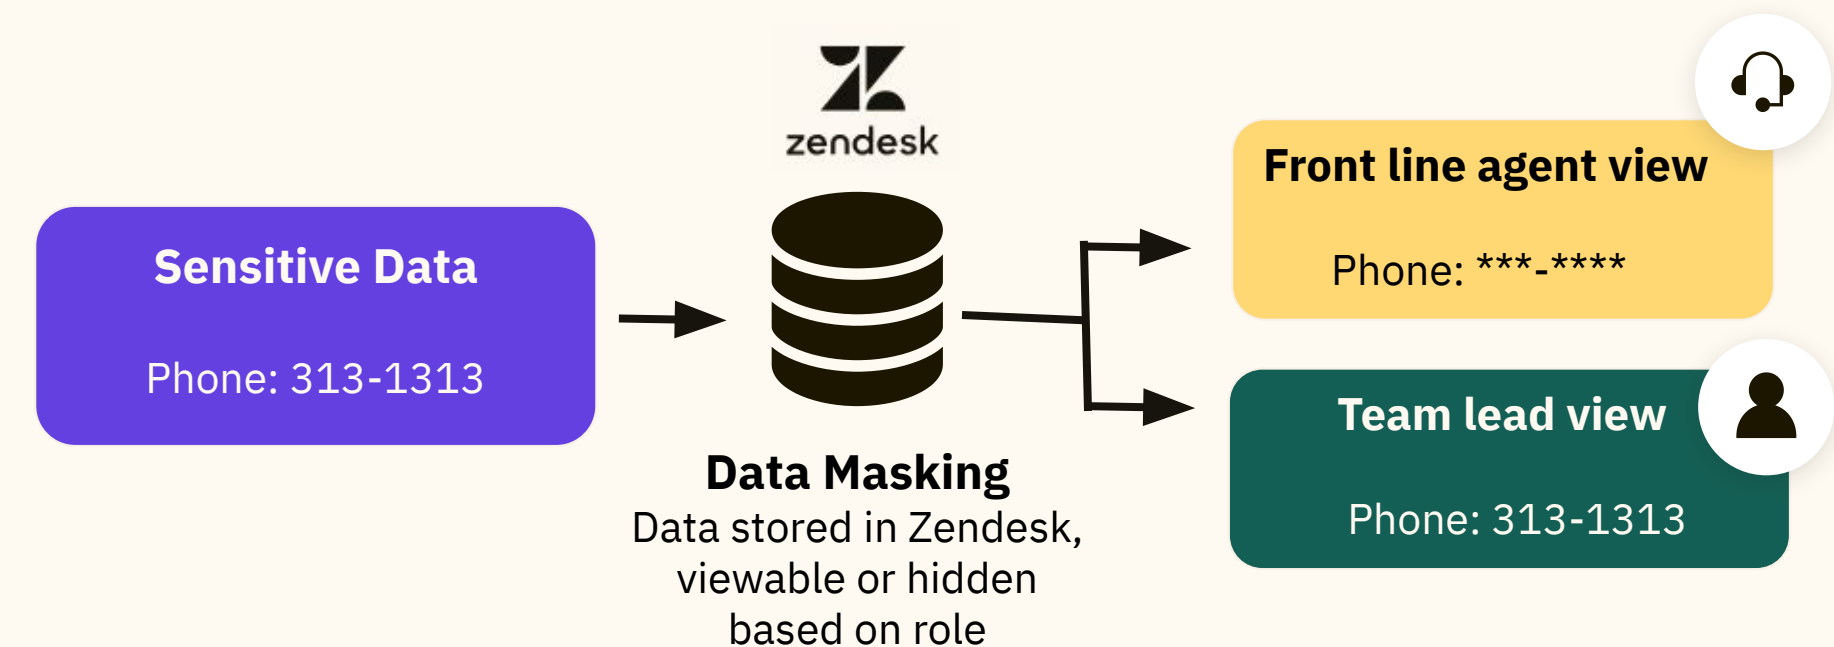 zendesk
Sensitive Data
Phone: 313-1313
Data Masking
Data stored in Zendesk,
viewable or hidden
based on role
Front line agent view
Phone: ***-****
Team lead view
Phone: 313-1313